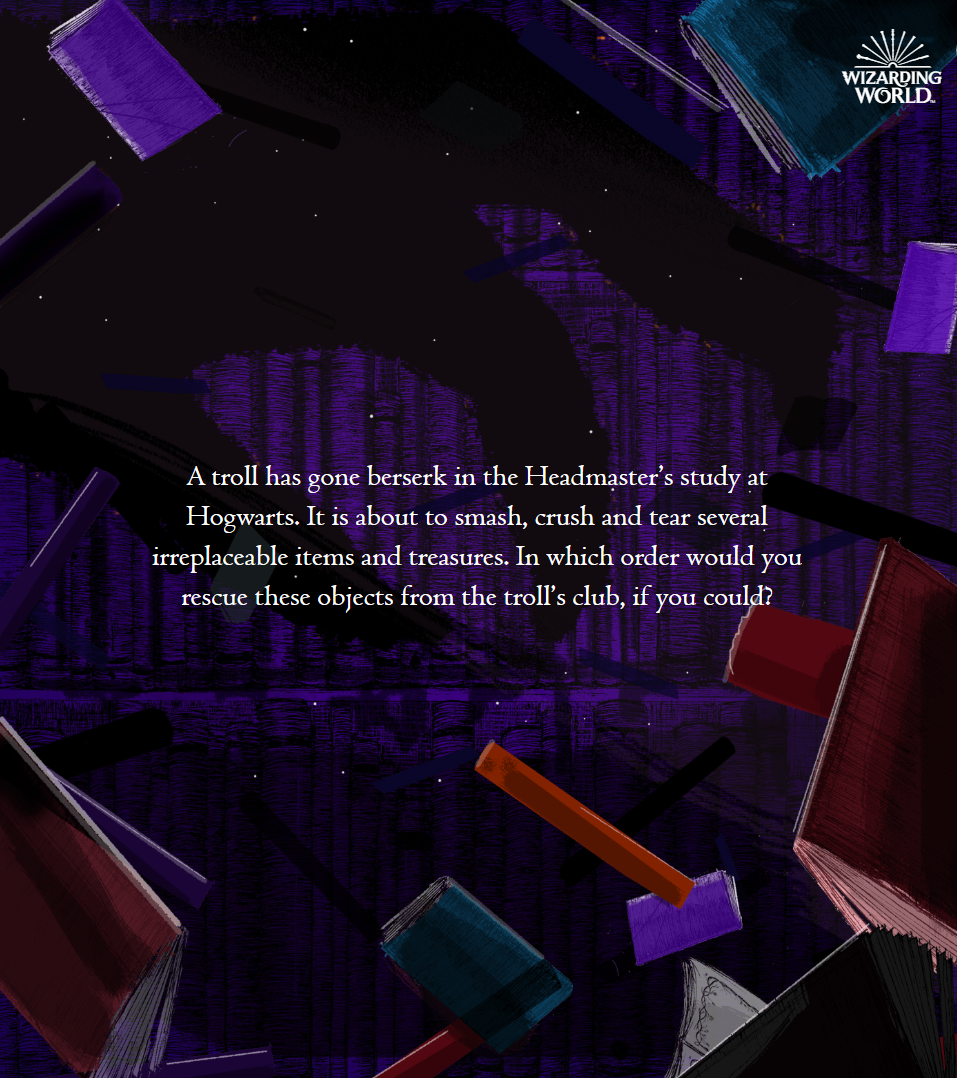 WIZARDING
WORLD
A troll has gone berserk in the Headmaster’s study at
Hogwarts. It is about to smash, crush and tear several
irreplaceable items and treasures. In which order would you
rescue these objects from the troll’s club, if you could?